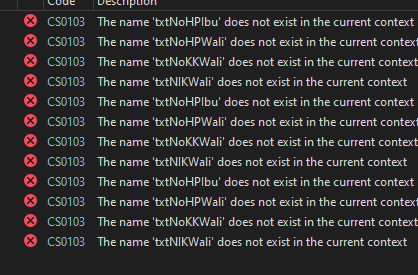 Code Description
CS0103 The name 'txtNoHPIbu' does not exist in the current context
CS0103 The name 'txtNoHPWali' does not exist in the current context
CS0103 The name 'txtNoKKWali' does not exist in the current context
CS0103 The name 'txtNIKWali' does not exist in the current context
CS0103 The name 'txtNoHPIbu' does not exist in the current context
CS0103 The name 'txtNoHPWali' does not exist in the current context
CS0103 The name 'txtNoKKWali' does not exist in the current context
CS0103 The name 'txtNIKWali' does not exist in the current context
CS0103 The name 'txtNoHPIbu' does not exist in the current context
CS0103 The name 'txtNoHPWali' does not exist in the current context
CS0103 The name 'txtNoKKWali' does not exist in the current context
CS0103 The name 'txtNIKWali' does not exist in the current context